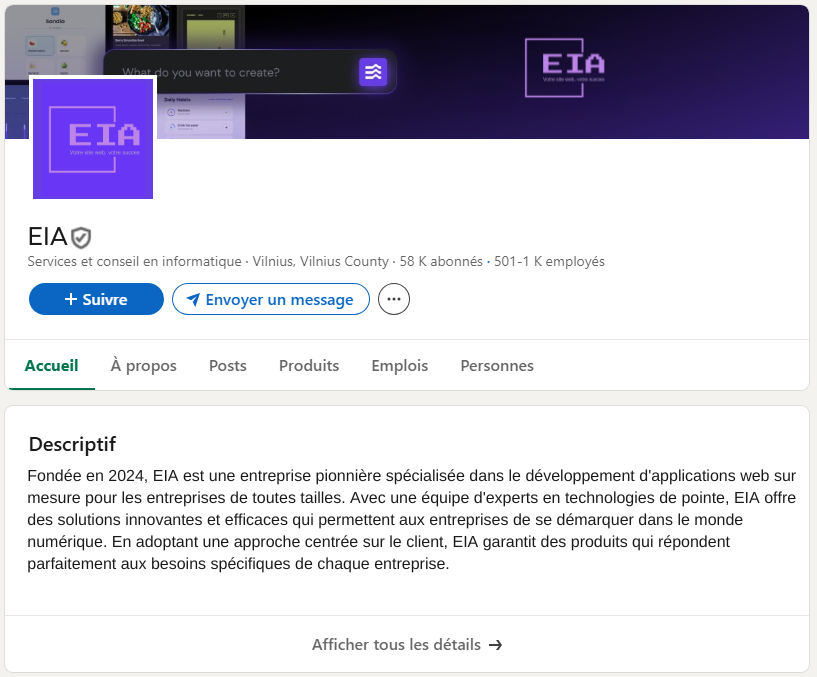 Sandia
What do you want to create?
Daily Habits
EIA
Votre site web, votre succes
EIA
Votre site web, votre succes
EIA
Services et conseil en informatique · Vilnius, Vilnius County · 58 K abonnés · 501-1 K employés
+ Suivre
Envoyer un message
Accueil
À propos
Posts
Produits
Emplois
Personnes
Descriptif
Fondée en 2024, EIA est une entreprise pionnière spécialisée dans le développement d'applications web sur
mesure pour les entreprises de toutes tailles. Avec une équipe d'experts en technologies de pointe, EIA offre
des solutions innovantes et efficaces qui permettent aux entreprises de se démarquer dans le monde
numérique. En adoptant une approche centrée sur le client, EIA garantit des produits qui répondent
parfaitement aux besoins spécifiques de chaque entreprise.
Afficher tous les détails →